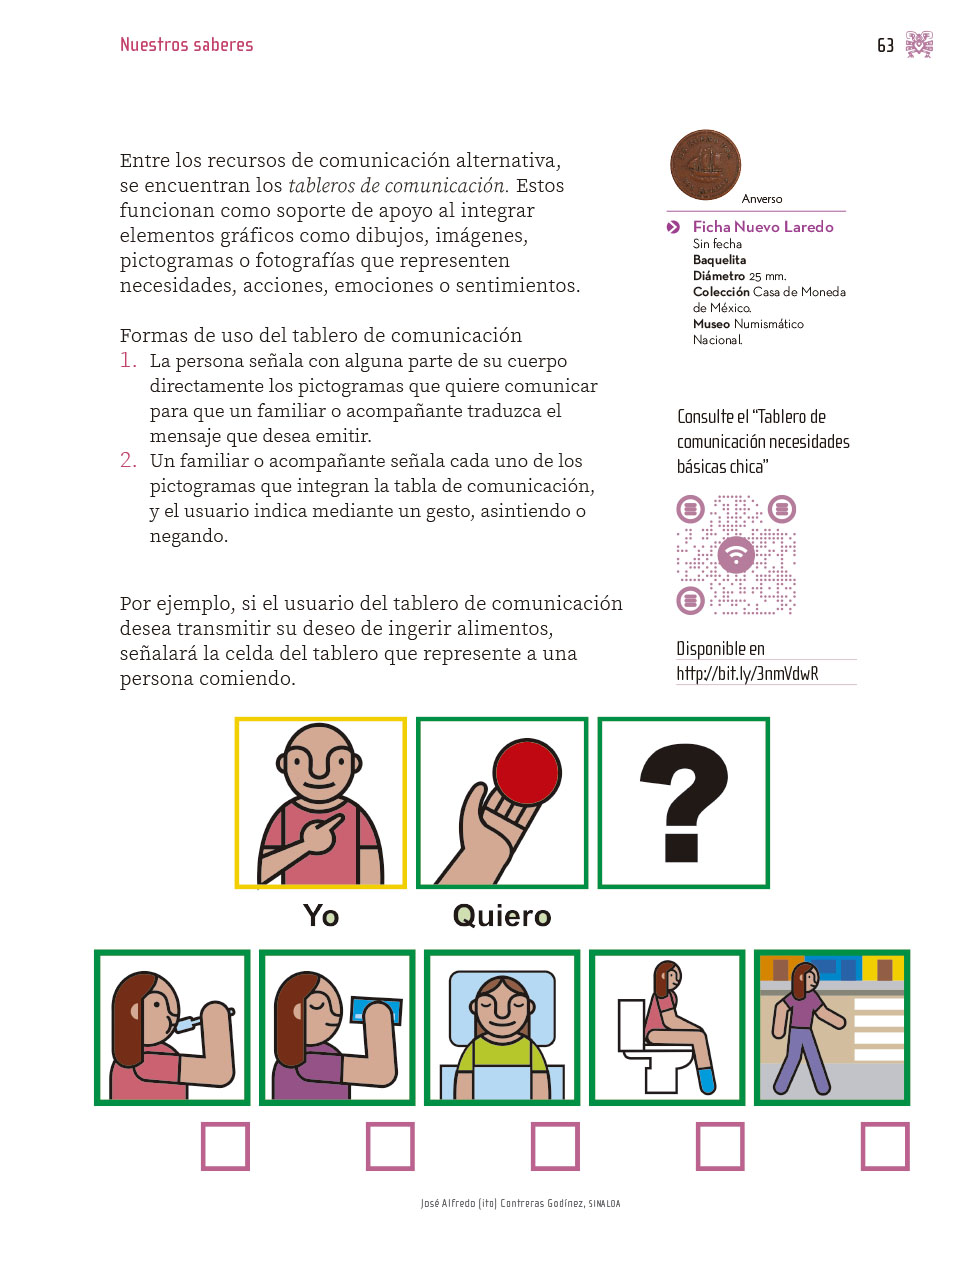 Nuestros saberes
63
Entre los recursos de comunicación alternativa,
se encuentran los tableros de comunicación. Estos
funcionan como soporte de apoyo al integrar
elementos gráficos como dibujos, imágenes,
pictogramas o fotografías que representen
necesidades, acciones, emociones o sentimientos.
Formas de uso del tablero de comunicación
1. La persona señala con alguna parte de su cuerpo
directamente los pictogramas que quiere comunicar
para que un familiar o acompañante traduzca el
mensaje que desea emitir.
2. Un familiar o acompañante señala cada uno de los
pictogramas que integran la tabla de comunicación,
y el usuario indica mediante un gesto, asintiendo o
negando.
Por ejemplo, si el usuario del tablero de comunicación
desea transmitir su deseo de ingerir alimentos,
señalará la celda del tablero que represente a una
persona comiendo.
Anverso
Ficha Nuevo Laredo
Sin fecha
Baquelita
Diámetro 25 mm.
Colección Casa de Moneda
de México.
Museo Numismático
Nacional.
Consulte el “Tablero de
comunicación necesidades
básicas chica”
Disponible en
http://bit.ly/3nmVdwR
?
Yo Quiero
José Alfredo (ito) Contreras Godínez, SINALOA